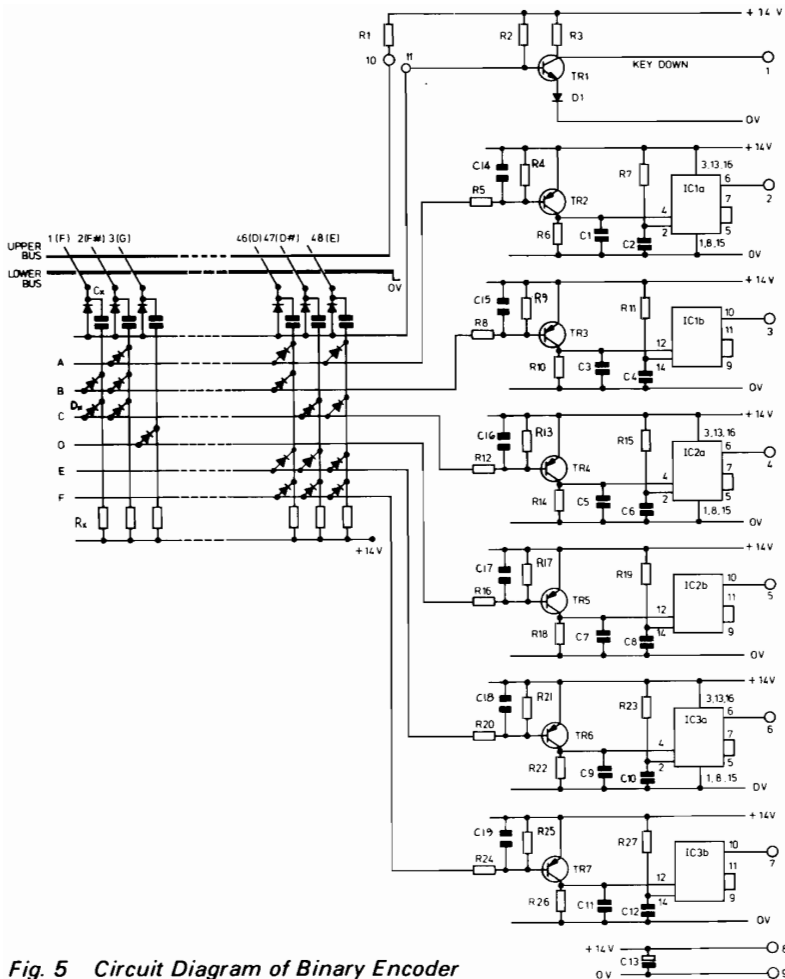 +14V
R1
R2
R3
10
11
TR1
KEY DOWN
1
D1
0V
+14V
C14
R4
R7
3,13,16
IC1a
6
2
R5
TR2
4
7
2
5
R6
C1
C2
1,8,15
0V
1(F) 2(F#) 3(G)
46(D) 47(D#) 48(E)
UPPER
BUS
LOWER
BUS
0V
Cx
+14V
C15
R9
R11
IC1b
10
3
R8
TR3
12
11
14
9
R10
C3
C4
0V
A
B
Dx
C
D
E
F
Rx
+14V
+14V
C16
R13
R15
3,13,16
IC2a
6
4
R12
TR4
4
7
2
5
R14
C5
C6
1,8,15
0V
+14V
C17
R17
R19
IC2b
10
5
R16
TR5
12
11
14
9
R18
C7
C8
0V
+14V
C18
R21
R23
3,13,16
IC3a
6
6
R20
TR6
4
7
2
5
R22
C9
C10
1,8,15
0V
+14V
C19
R25
R27
IC3b
10
7
R24
TR7
12
11
14
9
R26
C11
C12
0V
+14V
8
C13
0V
9
Fig. 5 Circuit Diagram of Binary Encoder